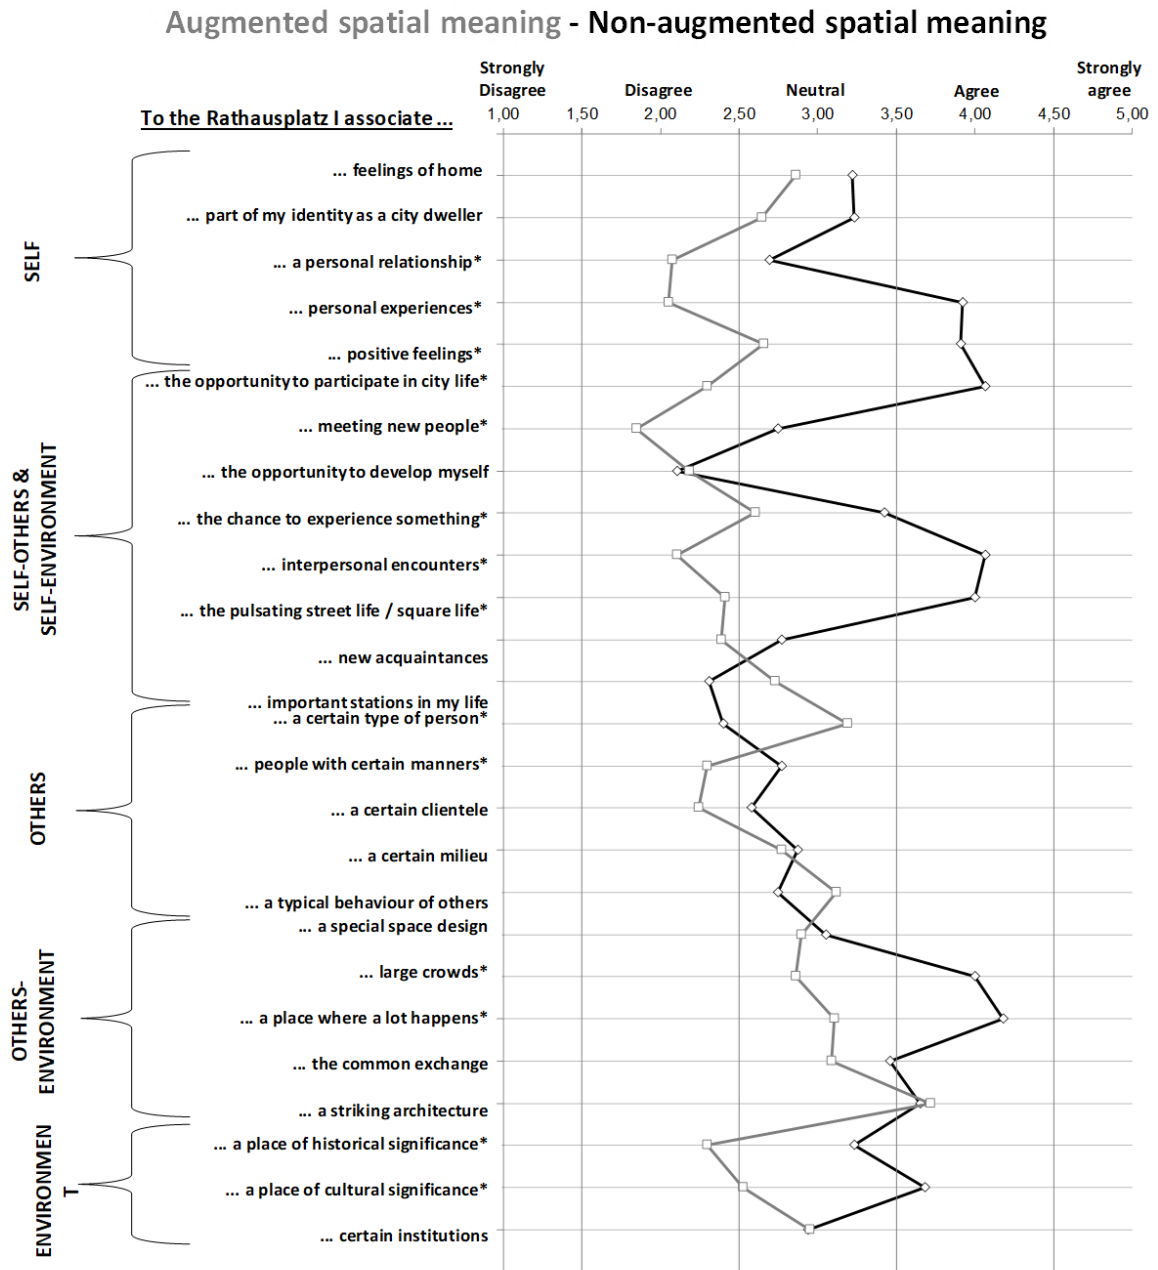 Augmented spatial meaning - Non-augmented spatial meaning
Strongly Disagree
Disagree
Neutral
Agree
Strongly agree
To the Rathausplatz I associate ...
1,00 1,50 2,00 2,50 3,00 3,50 4,00 4,50 5,00
SELF
... feelings of home
... part of my identity as a city dweller
... a personal relationship*
... personal experiences*
... positive feelings*
SELF-OTHERS &
SELF-ENVIRONMENT
... the opportunity to participate in city life*
... meeting new people*
... the opportunity to develop myself
... the chance to experience something*
... interpersonal encounters*
... the pulsating street life / square life*
... new acquaintances
... important stations in my life
OTHERS
... a certain type of person*
... people with certain manners*
... a certain clientele
... a certain milieu
... a typical behaviour of others
OTHERS-
ENVIRONMENT
... a special space design
... large crowds*
... a place where a lot happens*
... the common exchange
... a striking architecture
ENVIRONMEN
T
... a place of historical significance*
... a place of cultural significance*
... certain institutions